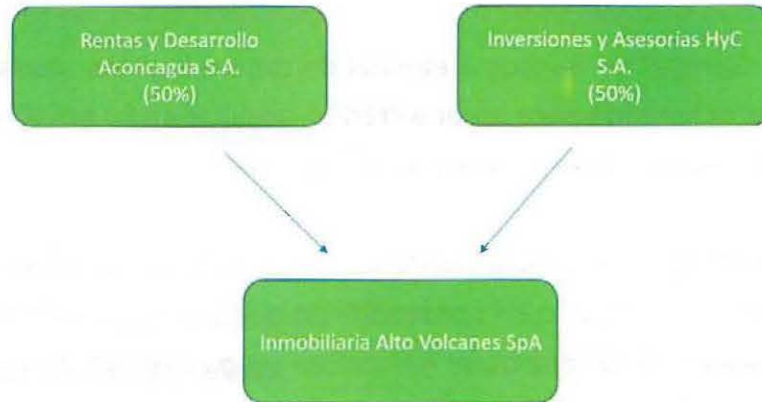 Rentas y Desarrollo
Aconcagua S.A.
(50%)
Inversiones y Asesorías HyC
S.A.
(50%)
Inmobiliaria Alto Volcanes SpA